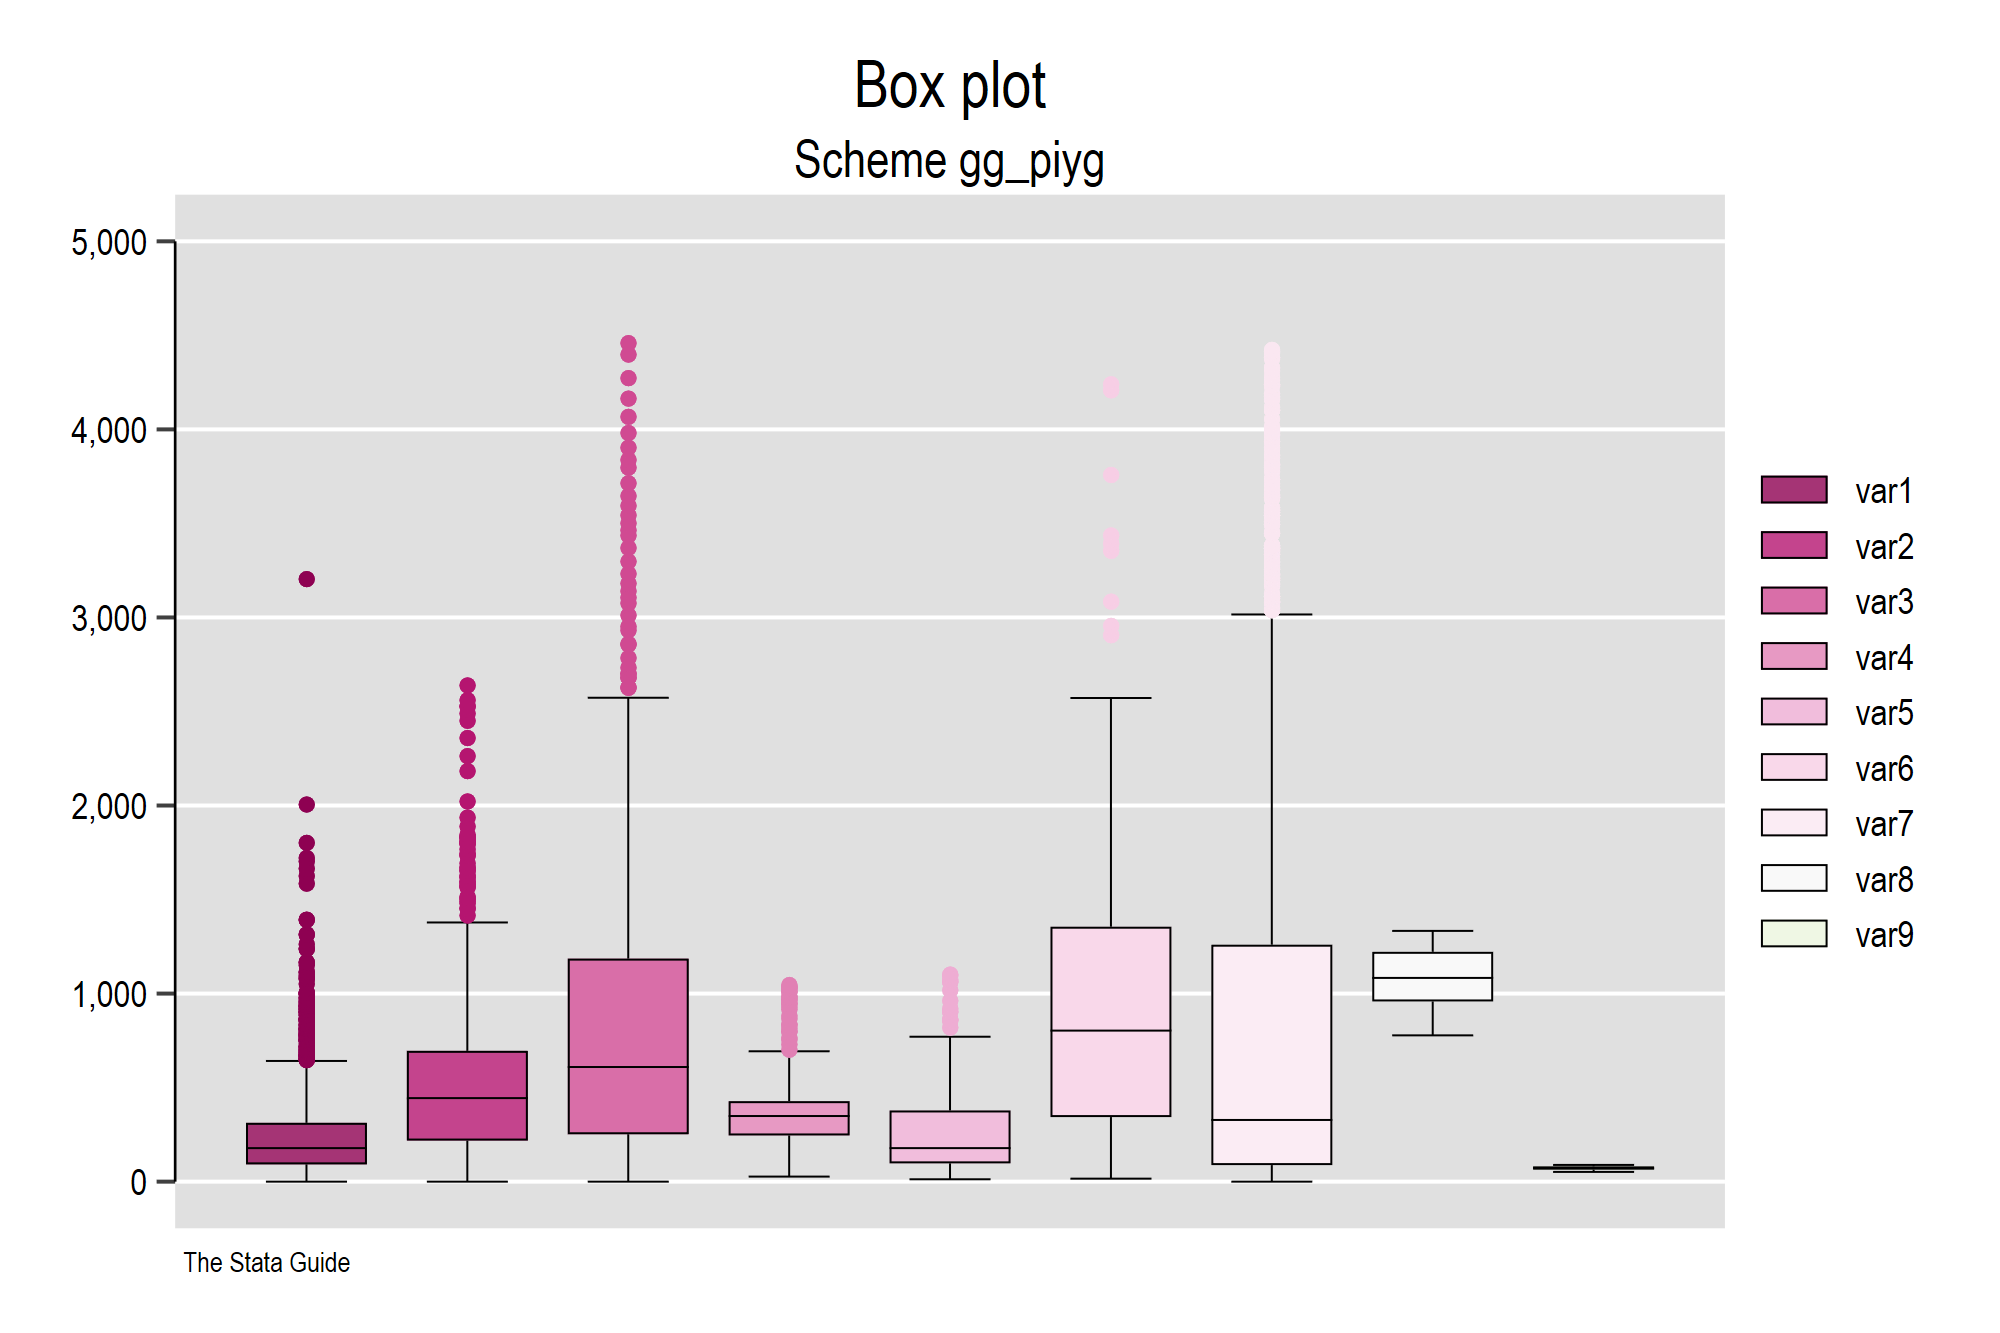 Box plot
Scheme gg_piyg
5,000
4,000
3,000
2,000
1,000
0
var1
var2
var3
var4
var5
var6
var7
var8
var9
The Stata Guide